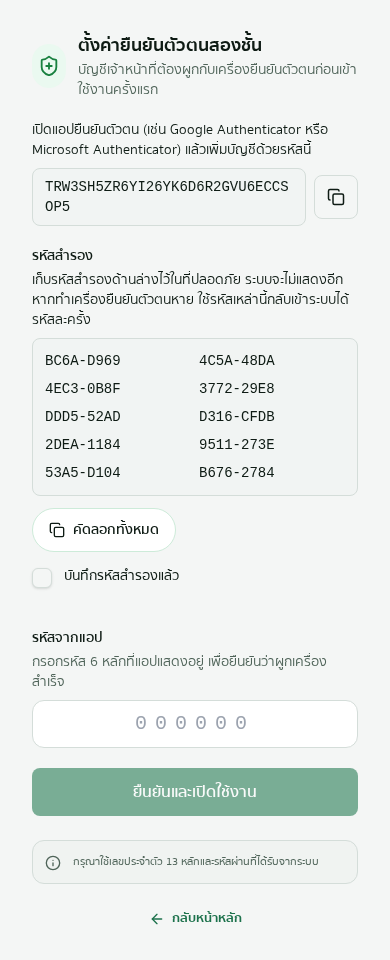 ตั้งค่ายืนยันตัวตนสองชั้น
บัญชีเจ้าหน้าที่ต้องผูกกับเครื่องยืนยันตัวตนก่อนเข้า
ใช้งานครั้งแรก
เปิดแอปยืนยันตัวตน (เช่น Google Authenticator หรือ
Microsoft Authenticator) แล้วเพิ่มบัญชีด้วยรหัสนี้
TRW3SH5ZR6YI26YK6D6R2GVU6ECCS
OP5
รหัสสำรอง
เก็บรหัสสำรองด้านล่างไว้ในที่ปลอดภัย ระบบจะไม่แสดงอีก
หากทำเครื่องยืนยันตัวตนหาย ใช้รหัสเหล่านี้กลับเข้าระบบได้
รหัสละครั้ง
BC6A-D969 4C5A-48DA
4EC3-0B8F 3772-29E8
DDD5-52AD D316-CFDB
2DEA-1184 9511-273E
53A5-D104 B676-2784
คัดลอกทั้งหมด
บันทึกรหัสสำรองแล้ว
รหัสจากแอป
กรอกรหัส 6 หลักที่แอปแสดงอยู่ เพื่อยืนยันว่าผูกเครื่อง
สำเร็จ
000000
ยืนยันและเปิดใช้งาน
กรุณาใช้เลขประจำตัว 13 หลักและรหัสผ่านที่ได้รับจากระบบ
กลับหน้าหลัก